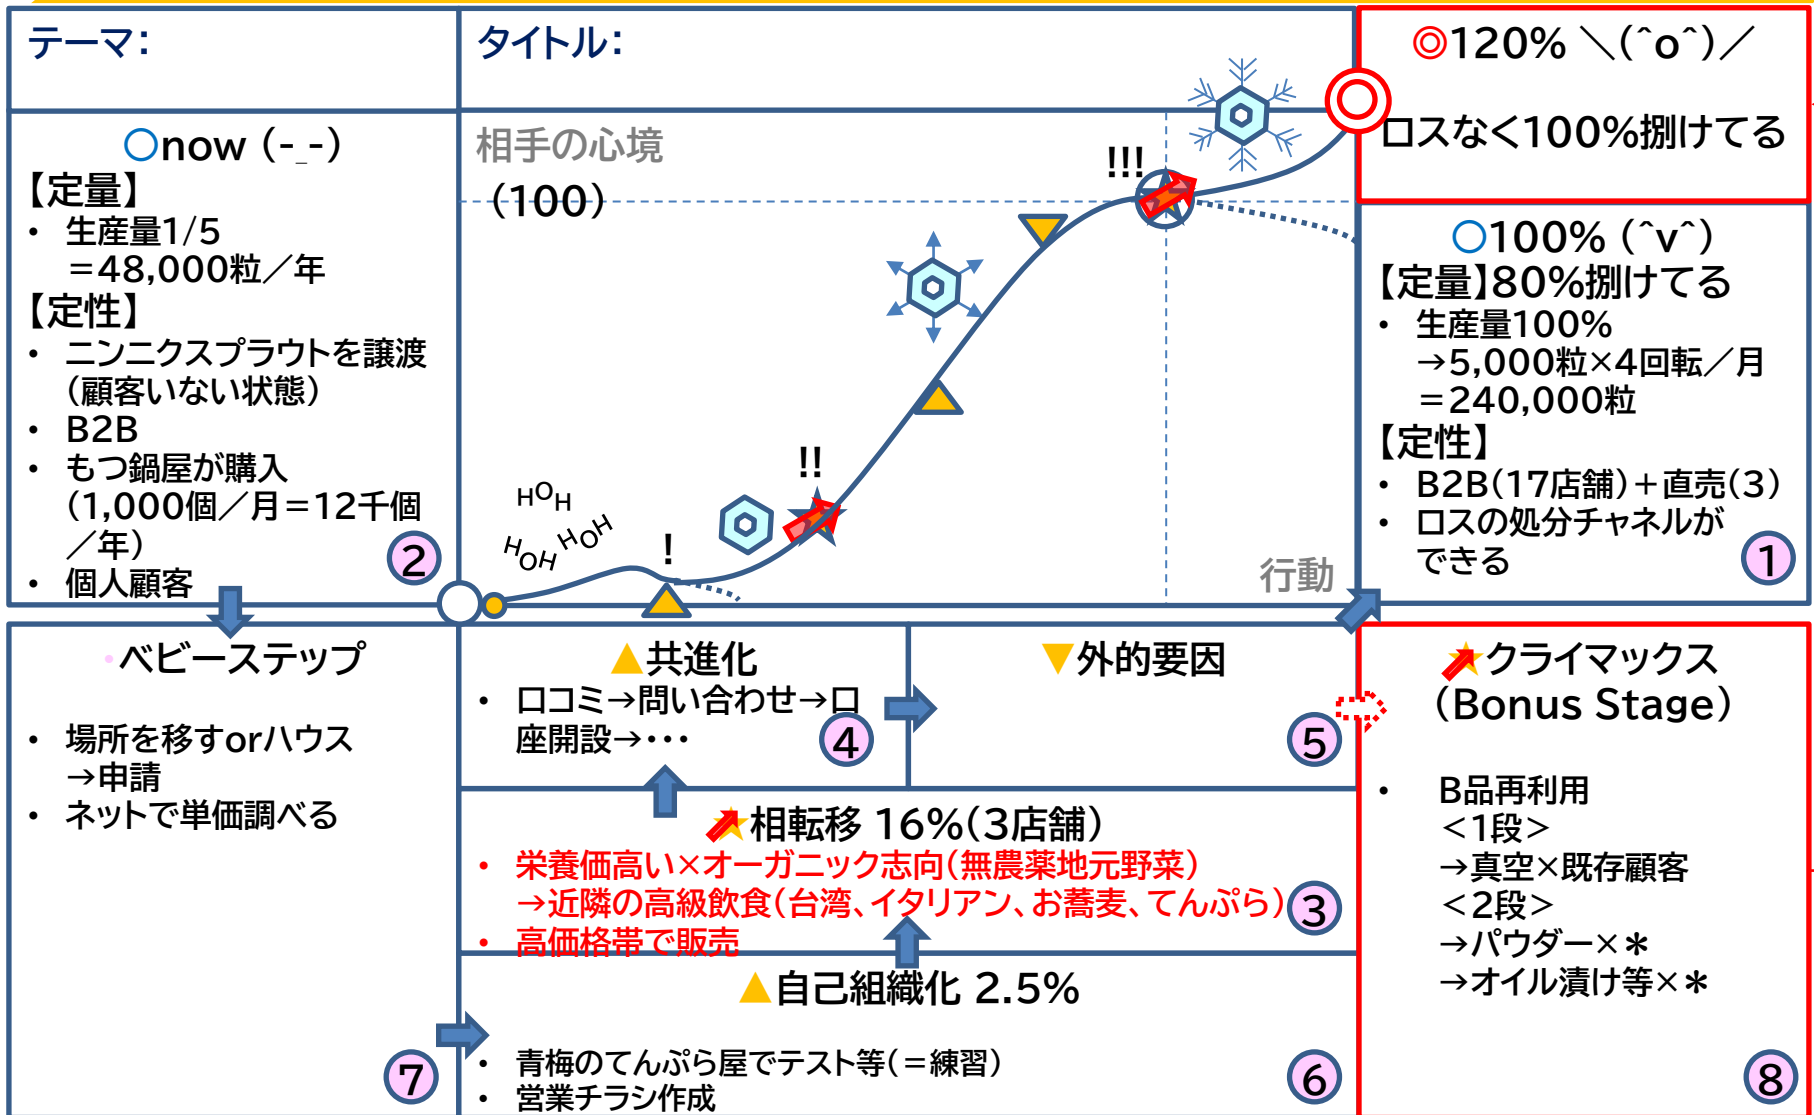 テーマ：
タイトル：
◎120% ＼(^o^)／
ロスなく100%捌けてる
○now (-_-)
【定量】
・ 生産量1/5
＝48,000粒／年
【定性】
・ ニンニクスプラウトを譲渡
（顧客いない状態）
・ B2B
・ もつ鍋屋が購入
（1,000個／月＝12千個
／年）
・ 個人顧客
②
相手の心境
（100）
!!!
!!
!
HOH
HOH
HOH
行動
○100% (^v^)
【定量】80%捌けてる
・ 生産量100%
→5,000粒×4回転／月
＝240,000粒
【定性】
・ B2B（17店舗）＋直売（3）
・ ロスの処分チャネルが
できる
①
・ベビーステップ
・ 場所を移すorハウス
→申請
・ ネットで単価調べる
⑦
▲共進化
・ 口コミ→問い合わせ→口
座開設→・・・
④
▼外的要因
⑤
相転移 16%（3店舗）
・ 栄養価高い×オーガニック志向（無農薬地元野菜）
→近隣の高級飲食（台湾、イタリアン、お蕎麦、てんぷら）
・ 高価格帯で販売
③
▲自己組織化 2.5%
・ 青梅のてんぷら屋でテスト等（＝練習）
・ 営業チラシ作成
⑥
クライマックス
（Bonus Stage）
・ B品再利用
＜1段＞
→真空×既存顧客
＜2段＞
→パウダー×＊
→オイル漬け等×＊
⑧